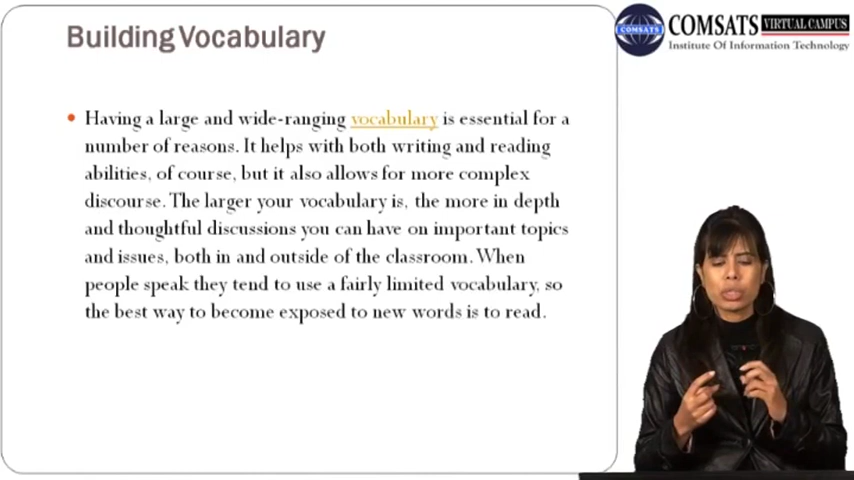 Building Vocabulary
COMSATS
COMSATS VIRTUAL CAMPUS
Institute Of Information Technology
• Having a large and wide-ranging vocabulary is essential for a
number of reasons. It helps with both writing and reading
abilities, of course, but it also allows for more complex
discourse. The larger your vocabulary is, the more in depth
and thoughtful discussions you can have on important topics
and issues, both in and outside of the classroom. When
people speak they tend to use a fairly limited vocabulary, so
the best way to become exposed to new words is to read.